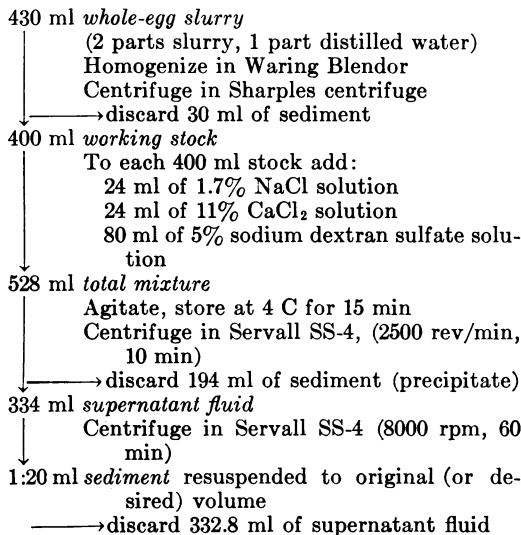 430 ml whole-egg slurry
(2 parts slurry, 1 part distilled water)
Homogenize in Waring Blendor
Centrifuge in Sharples centrifuge
discard 30 ml of sediment
400 ml working stock
To each 400 ml stock add:
24 ml of 1.7% NaCl solution
24 ml of 11% CaCl₂ solution
80 ml of 5% sodium dextran sulfate solu-
tion
528 ml total mixture
Agitate, store at 4 C for 15 min
Centrifuge in Servall SS-4, (2500 rev/min,
10 min)
discard 194 ml of sediment (precipitate)
334 ml supernatant fluid
Centrifuge in Servall SS-4 (8000 rpm, 60
min)
1:20 ml sediment resuspended to original (or de-
sired) volume
discard 332.8 ml of supernatant fluid